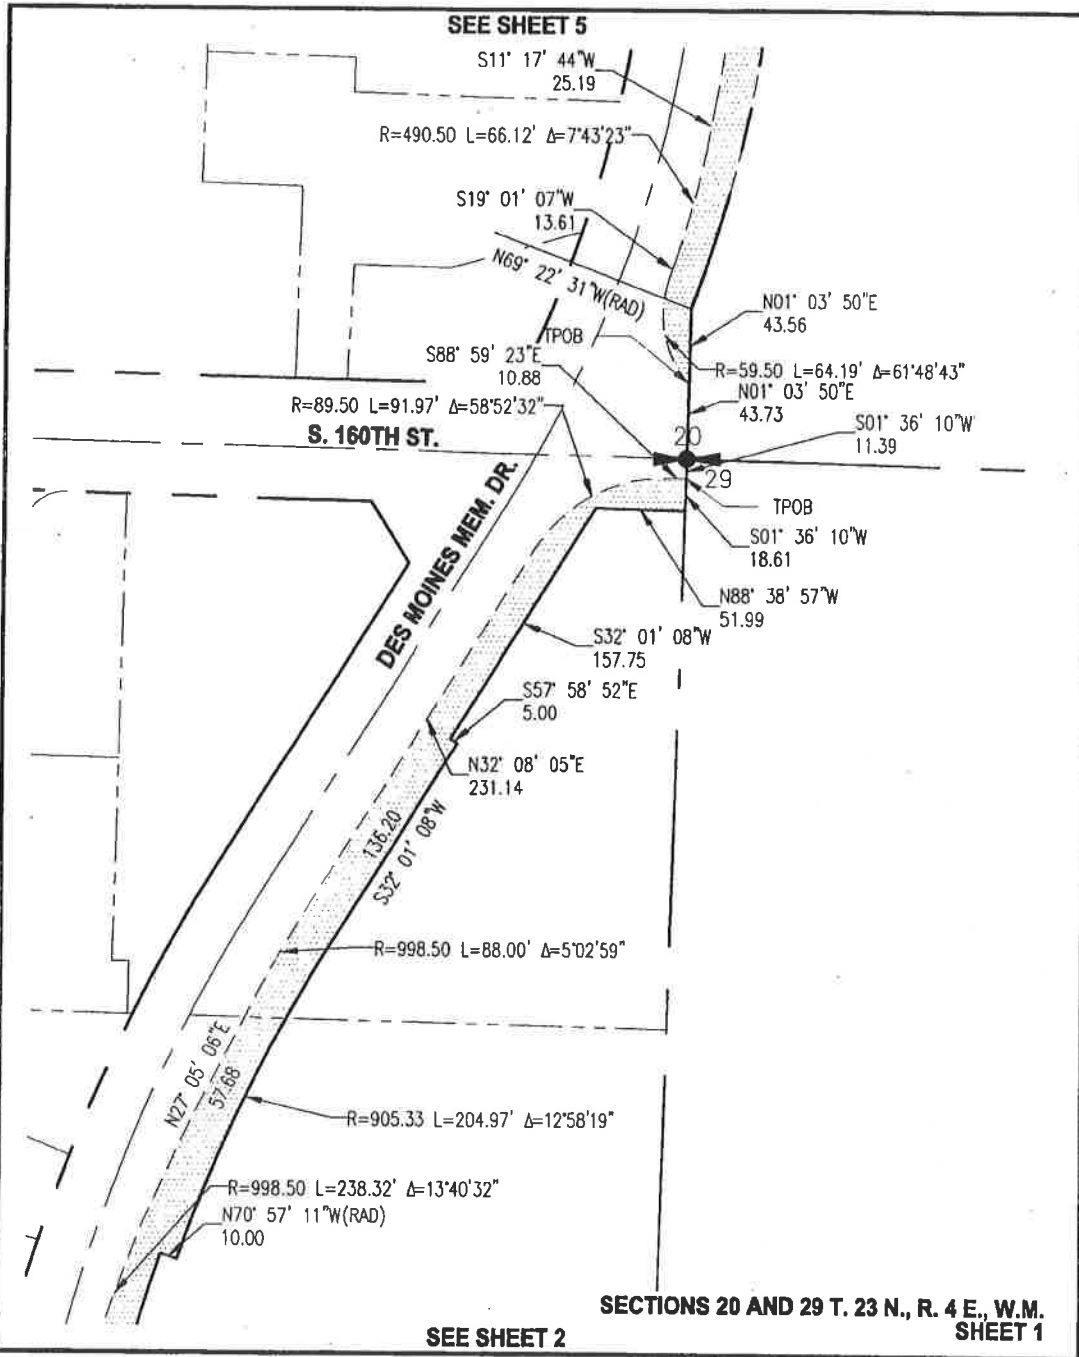 SEE SHEET 5
S11° 17' 44"W
25.19
R=490.50 L=66.12' Δ=7°43'23"
S19° 01' 07"W
13.61
N69° 22' 31"W(RAD)
N01° 03' 50"E
43.56
TPOB
S88° 59' 23"E
10.88
R=59.50 L=64.19' Δ=61°48'43"
N01° 03' 50"E
43.73
R=89.50 L=91.97' Δ=58°52'32"
S. 160TH ST.
20
S01° 36' 10"W
11.39
29
TPOB
S01° 36' 10"W
18.61
N88° 38' 57"W
51.99
DES MOINES MEM. DR.
S32° 01' 08"W
157.75
S57° 58' 52"E
5.00
N32° 08' 05"E
231.14
136.20
S32° 01' 08"W
R=998.50 L=88.00' Δ=5°02'59"
N27° 05' 06"E
57.68
R=905.33 L=204.97' Δ=12°58'19"
R=998.50 L=238.32' Δ=13°40'32"
N70° 57' 11"W(RAD)
10.00
SECTIONS 20 AND 29 T. 23 N., R. 4 E., W.M.
SHEET 1
SEE SHEET 2